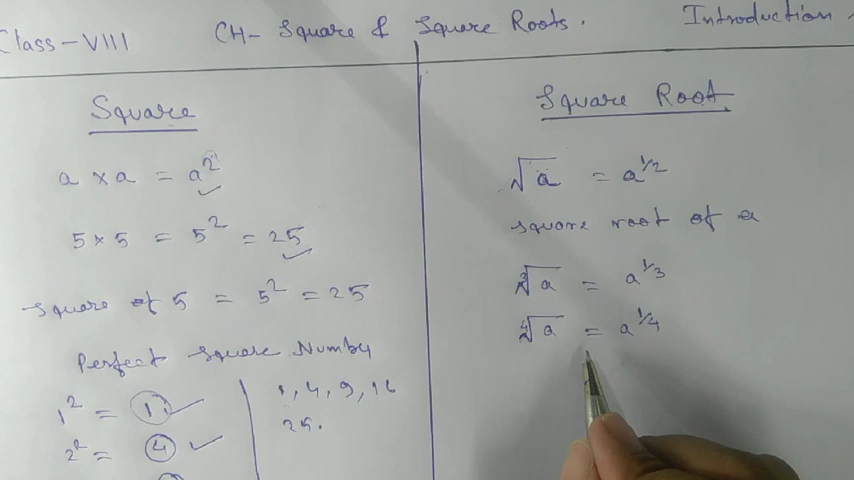 Class-VIII CH- Square & Square Roots. Introduction.
Square
a × a = a²
5 × 5 = 5² = 25
square of 5 = 5² = 25
Perfect Square Number
1² = 1
2² = 4
1, 4, 9, 16
25.
Square Root
√a = a^1/2
square root of a
∛a = a^1/3
∜a = a^1/4